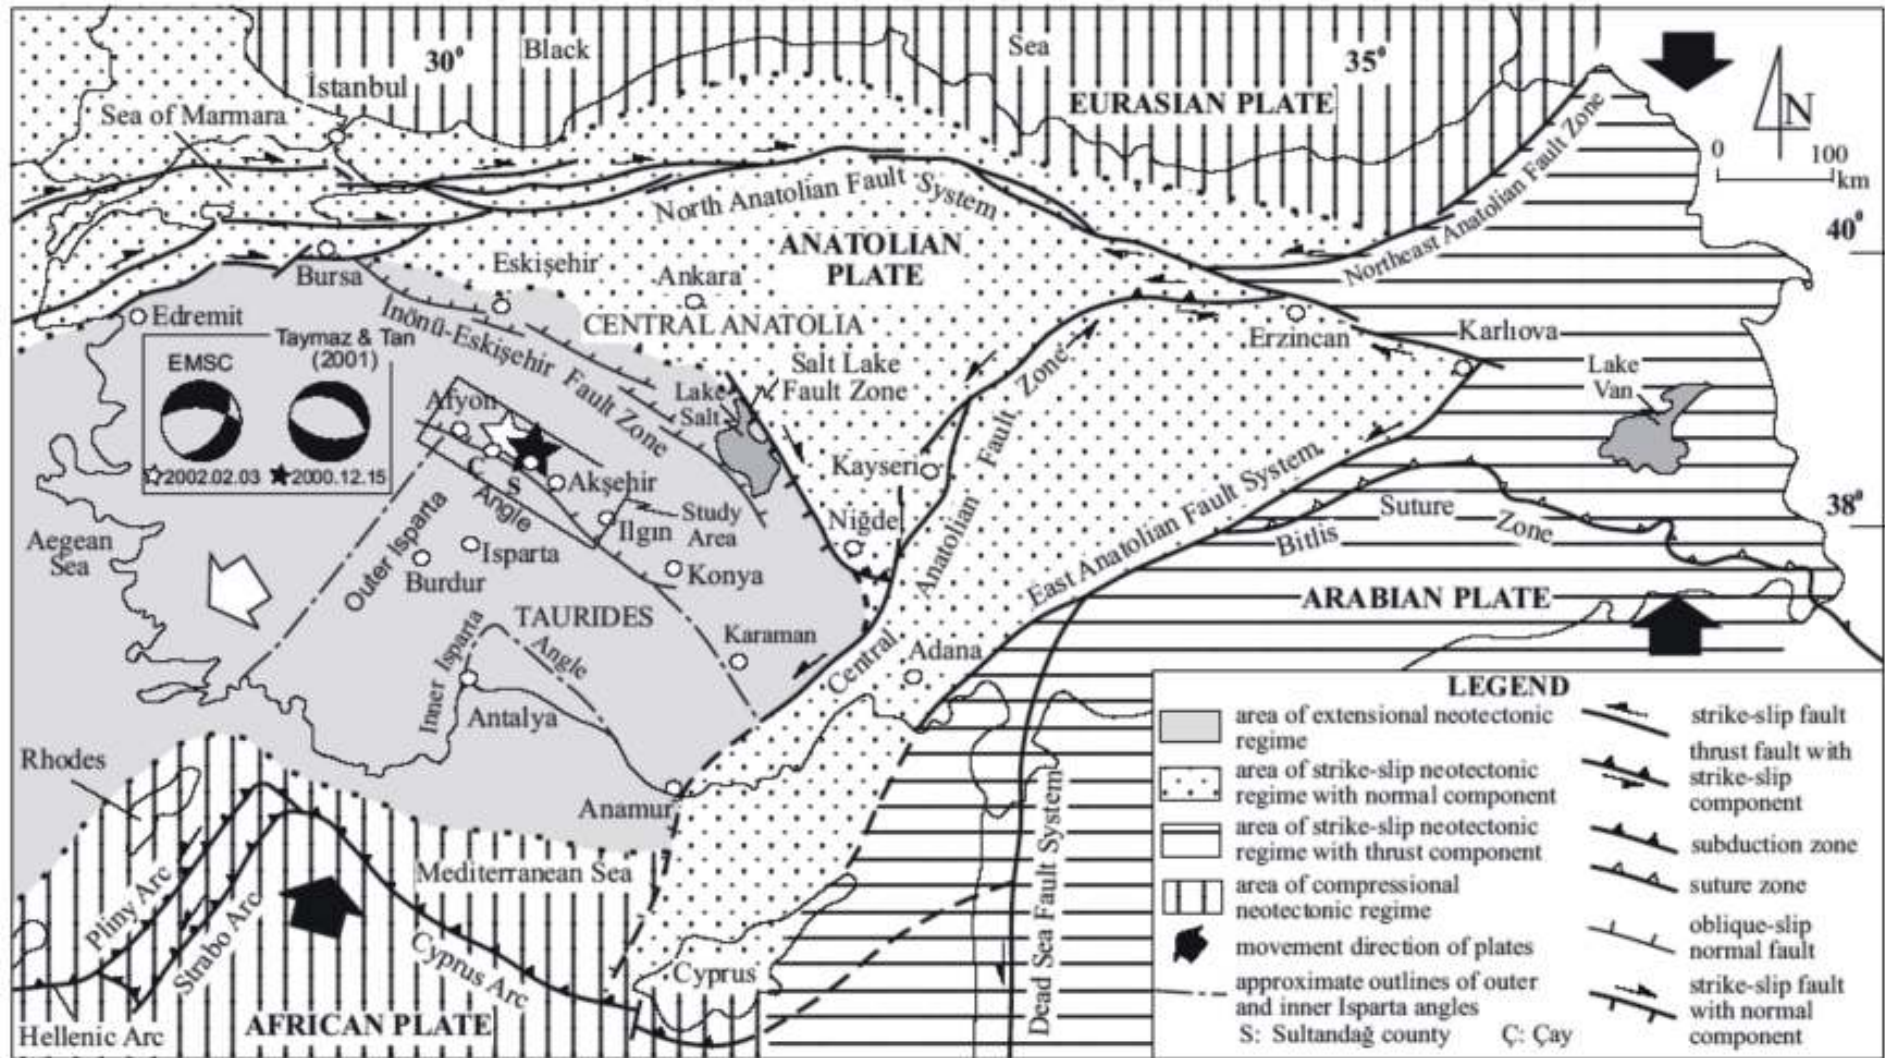 30⁰
Black
Sea
35⁰
İstanbul
Sea of Marmara
EURASIAN PLATE
N
0 100
km
40⁰
North Anatolian Fault System
Northeast Anatolian Fault Zone
ANATOLIAN
PLATE
Bursa
Eskişehir
Ankara
Edremit
CENTRAL ANATOLIA
Erzincan
Karlıova
İnönü-Eskişehir Fault Zone
Taymaz & Tan
(2001)
EMSC
2002.02.03
2000.12.15
Salt Lake
Fault Zone
Lake
Salt
Lake
Van
Afyon
Ç
S
Akşehir
Kayseri
Central Anatolian Fault Zone
East Anatolian Fault System
38⁰
Bitlis Suture Zone
Aegean
Sea
Outer Isparta Angle
Study
Area
Ilgın
Niğde
Isparta
Burdur
Konya
TAURIDES
Karaman
Inner Isparta Angle
Adana
ARABIAN PLATE
Antalya
Rhodes
Anamur
Mediterranean Sea
Pliny Arc
Strabo Arc
Cyprus Arc
Cyprus
Hellenic Arc
AFRICAN PLATE
Dead Sea Fault System
LEGEND
area of extensional neotectonic
regime
area of strike-slip neotectonic
regime with normal component
area of strike-slip neotectonic
regime with thrust component
area of compressional
neotectonic regime
movement direction of plates
approximate outlines of outer
and inner Isparta angles
S: Sultandağ county Ç: Çay
strike-slip fault
thrust fault with
strike-slip
component
subduction zone
suture zone
oblique-slip
normal fault
strike-slip fault
with normal
component